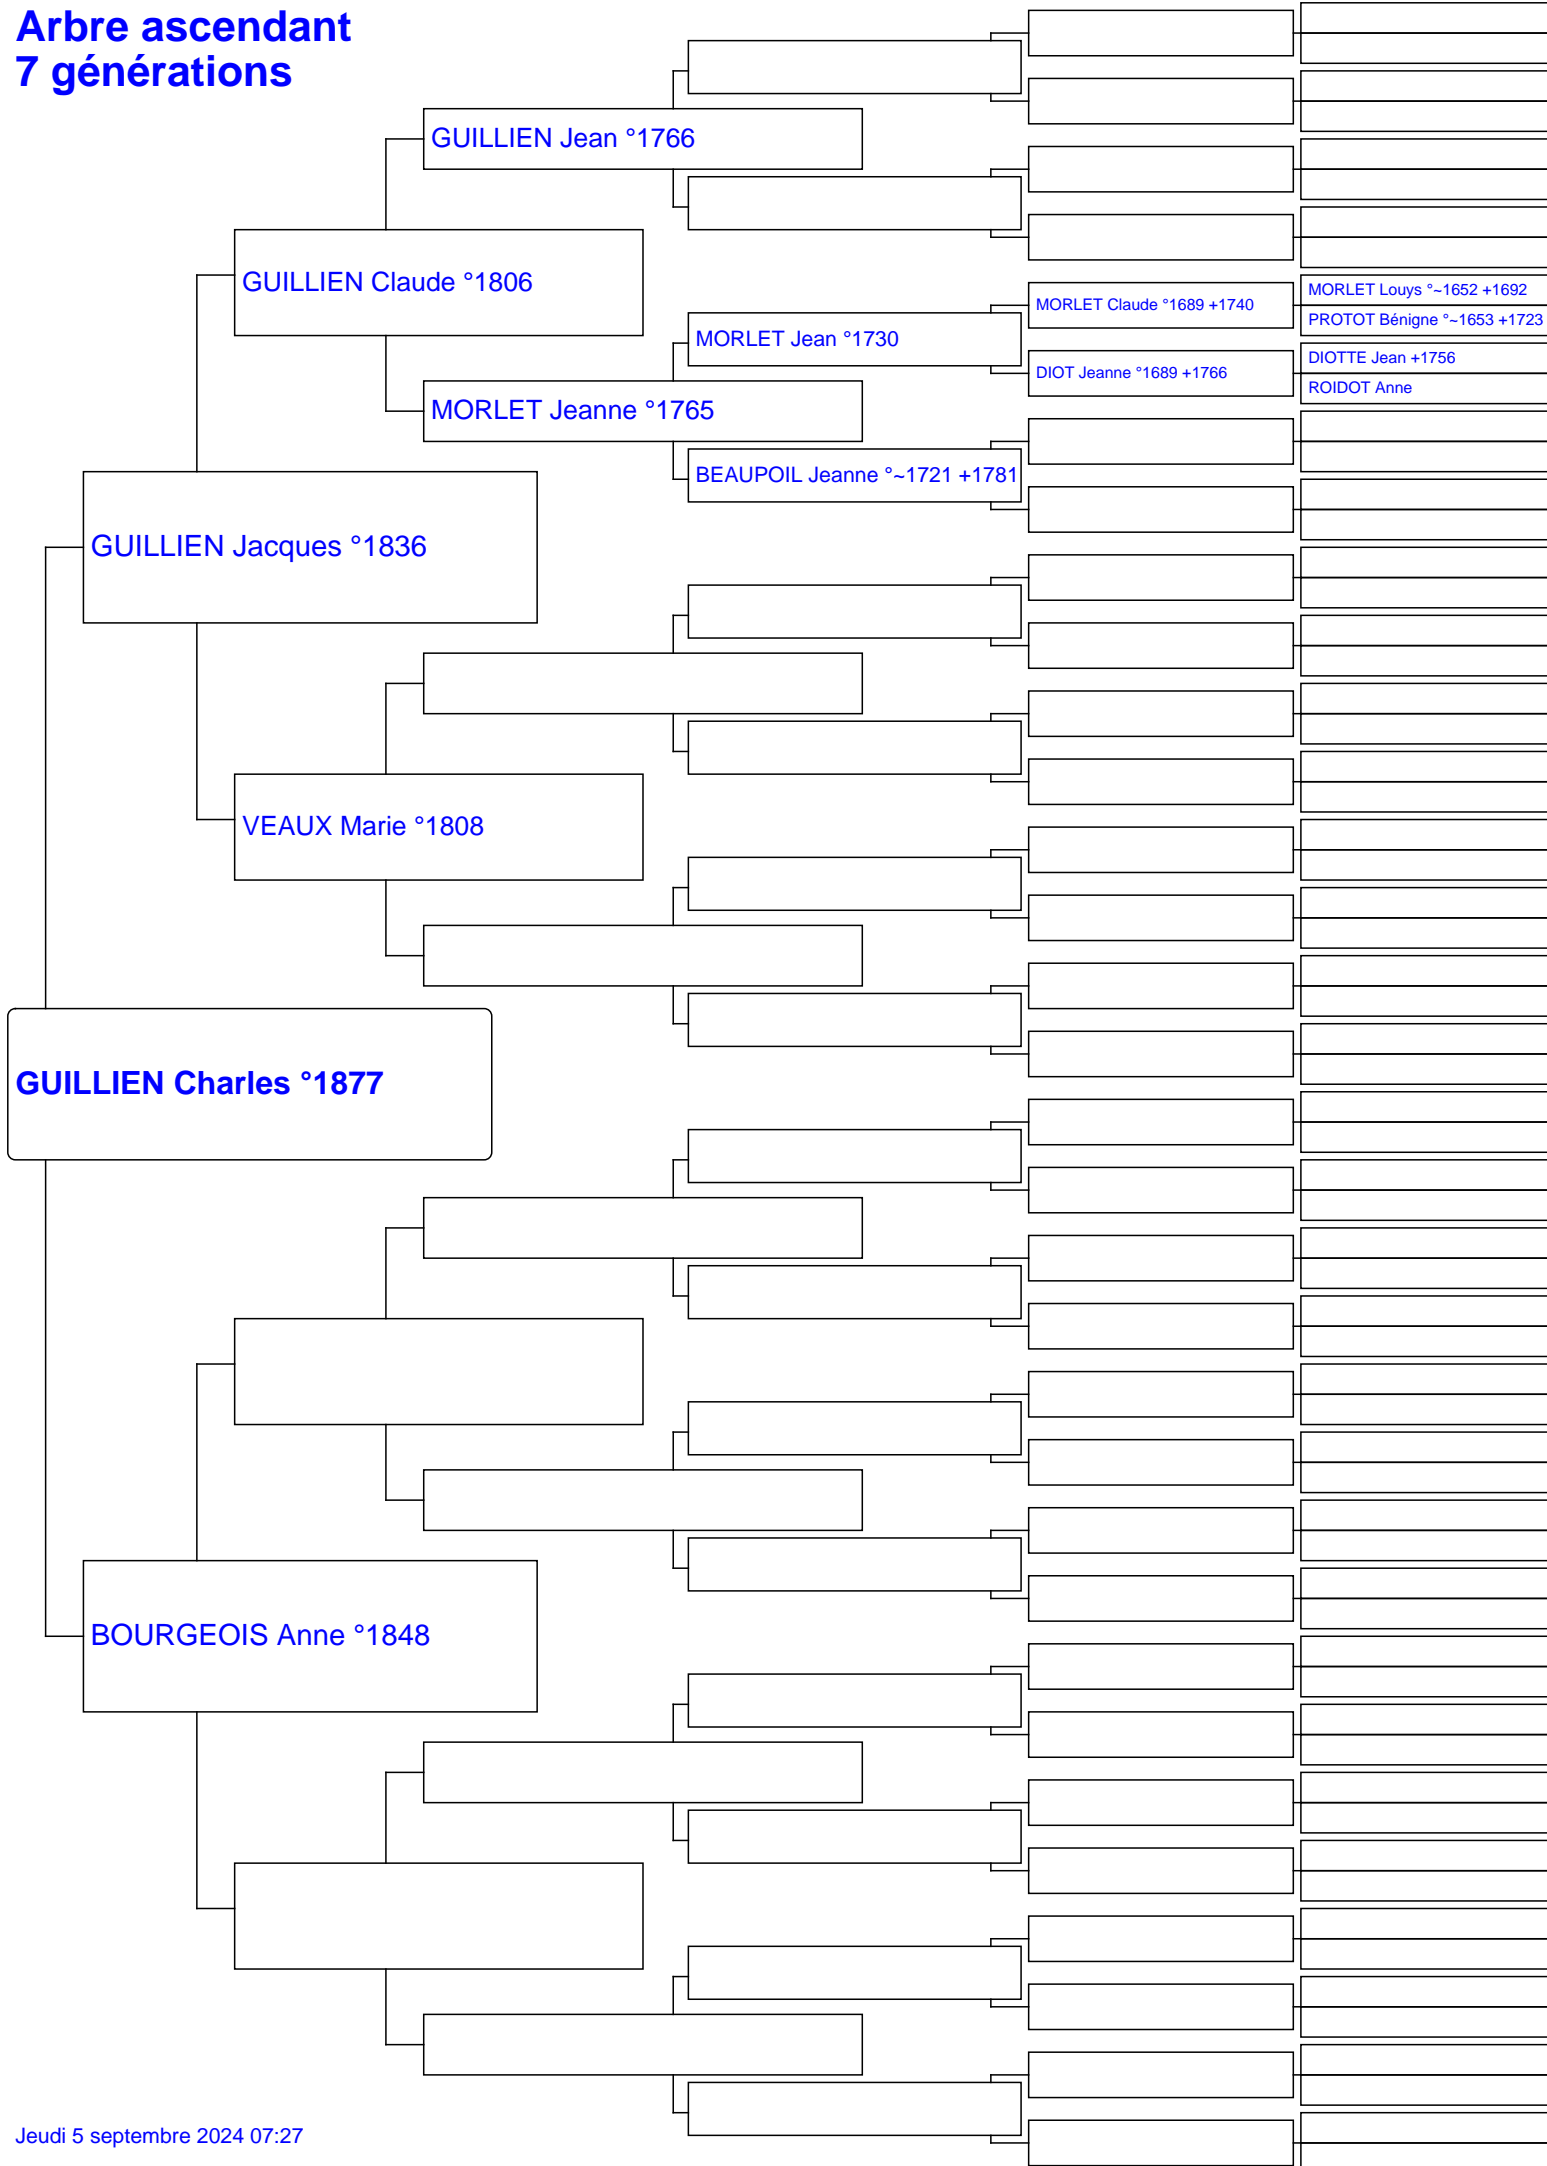 Arbre ascendant
7 générations
GUILLIEN Jean °1766
GUILLIEN Claude °1806
MORLET Louys °~1652 +1692
MORLET Claude °1689 +1740
PROTOT Bénigne °~1653 +1723
MORLET Jean °1730
DIOTTE Jean +1756
DIOT Jeanne °1689 +1766
ROIDOT Anne
MORLET Jeanne °1765
BEAUPOIL Jeanne °~1721 +1781
GUILLIEN Jacques °1836
VEAUX Marie °1808
GUILLIEN Charles °1877
BOURGEOIS Anne °1848
Jeudi 5 septembre 2024 07:27